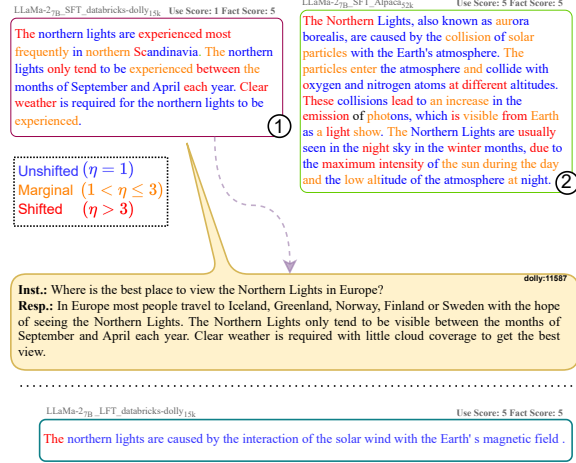 LLaMa-2_7B_SFT_databricks-dolly_15k Use Score: 1 Fact Score: 5
The northern lights are experienced most
frequently in northern Scandinavia. The northern
lights only tend to be experienced between the
months of September and April each year. Clear
weather is required for the northern lights to be
experienced.
1
LLaMa-2_7B_SFT_Alpaca_52k Use Score: 5 Fact Score: 5
The Northern Lights, also known as aurora
borealis, are caused by the collision of solar
particles with the Earth's atmosphere. The
particles enter the atmosphere and collide with
oxygen and nitrogen atoms at different altitudes.
These collisions lead to an increase in the
emission of photons, which is visible from Earth
as a light show. The Northern Lights are usually
seen in the night sky in the winter months, due to
the maximum intensity of the sun during the day
and the low altitude of the atmosphere at night.
2
Unshifted (η = 1)
Marginal (1 < η ≤ 3)
Shifted (η > 3)
dolly:11587
Inst.: Where is the best place to view the Northern Lights in Europe?
Resp.: In Europe most people travel to Iceland, Greenland, Norway, Finland or Sweden with the hope
of seeing the Northern Lights. The Northern Lights only tend to be visible between the months of
September and April each year. Clear weather is required with little cloud coverage to get the best
view.
LLaMa-2_7B_LFT_databricks-dolly_15k Use Score: 5 Fact Score: 5
The northern lights are caused by the interaction of the solar wind with the Earth' s magnetic field .